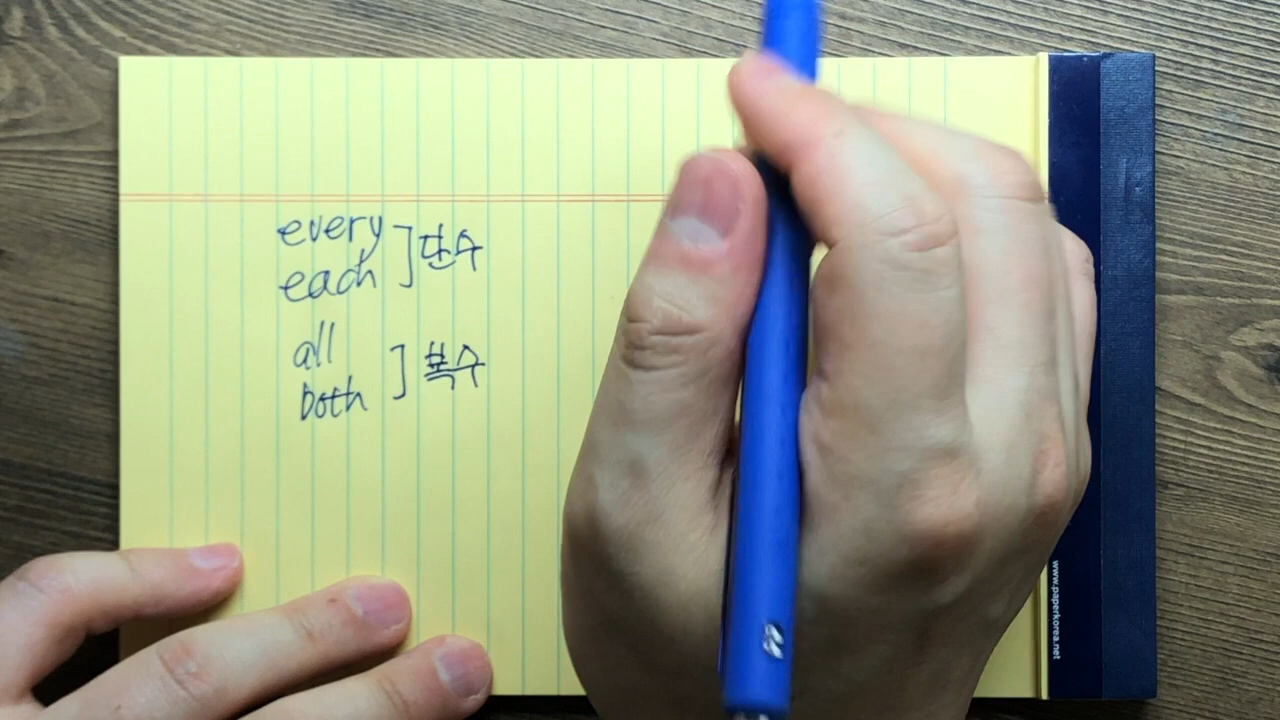 every ] 단수
each
all ] 복수
both
www.paperkorea.net